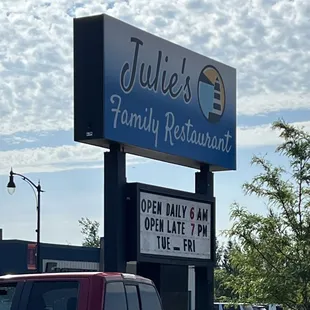 Julie's
Family Restaurant
OPEN DAILY 6 AM
OPEN LATE 7 PM
TUE _ FRI